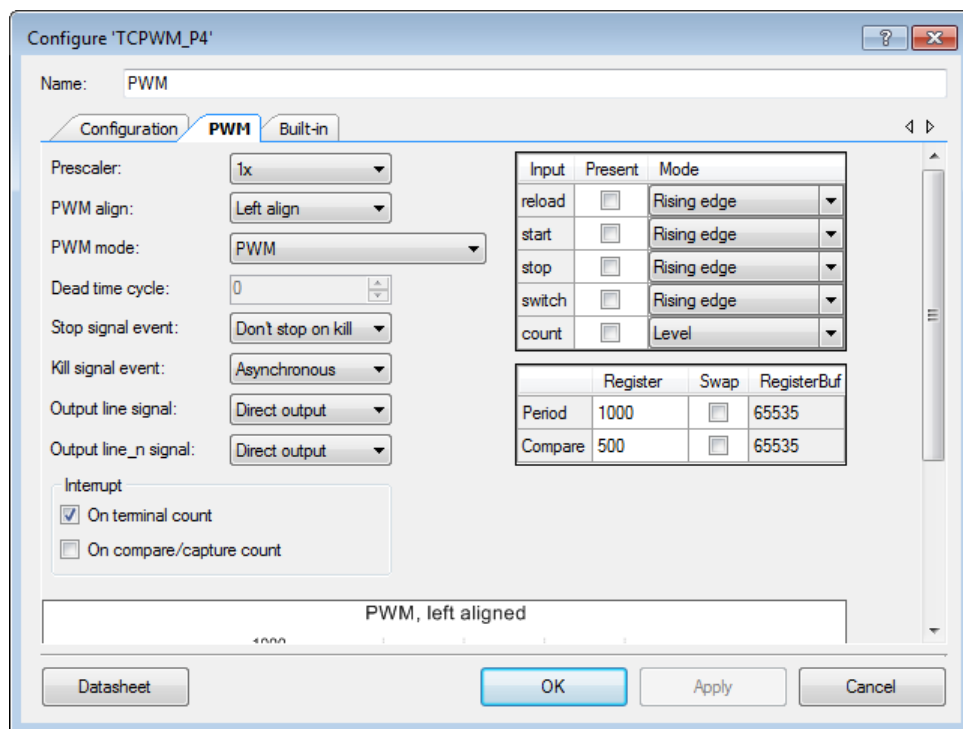 Configure 'TCPWM_P4'
Name: PWM
Configuration PWM Built-in
Prescaler: 1x
PWM align: Left align
PWM mode: PWM
Dead time cycle: 0
Stop signal event: Don't stop on kill
Kill signal event: Asynchronous
Output line signal: Direct output
Output line_n signal: Direct output
Interrupt
On terminal count
On compare/capture count
Input Present Mode
reload Rising edge
start Rising edge
stop Rising edge
switch Rising edge
count Level
Register Swap RegisterBuf
Period 1000 65535
Compare 500 65535
PWM, left aligned
Datasheet OK Apply Cancel